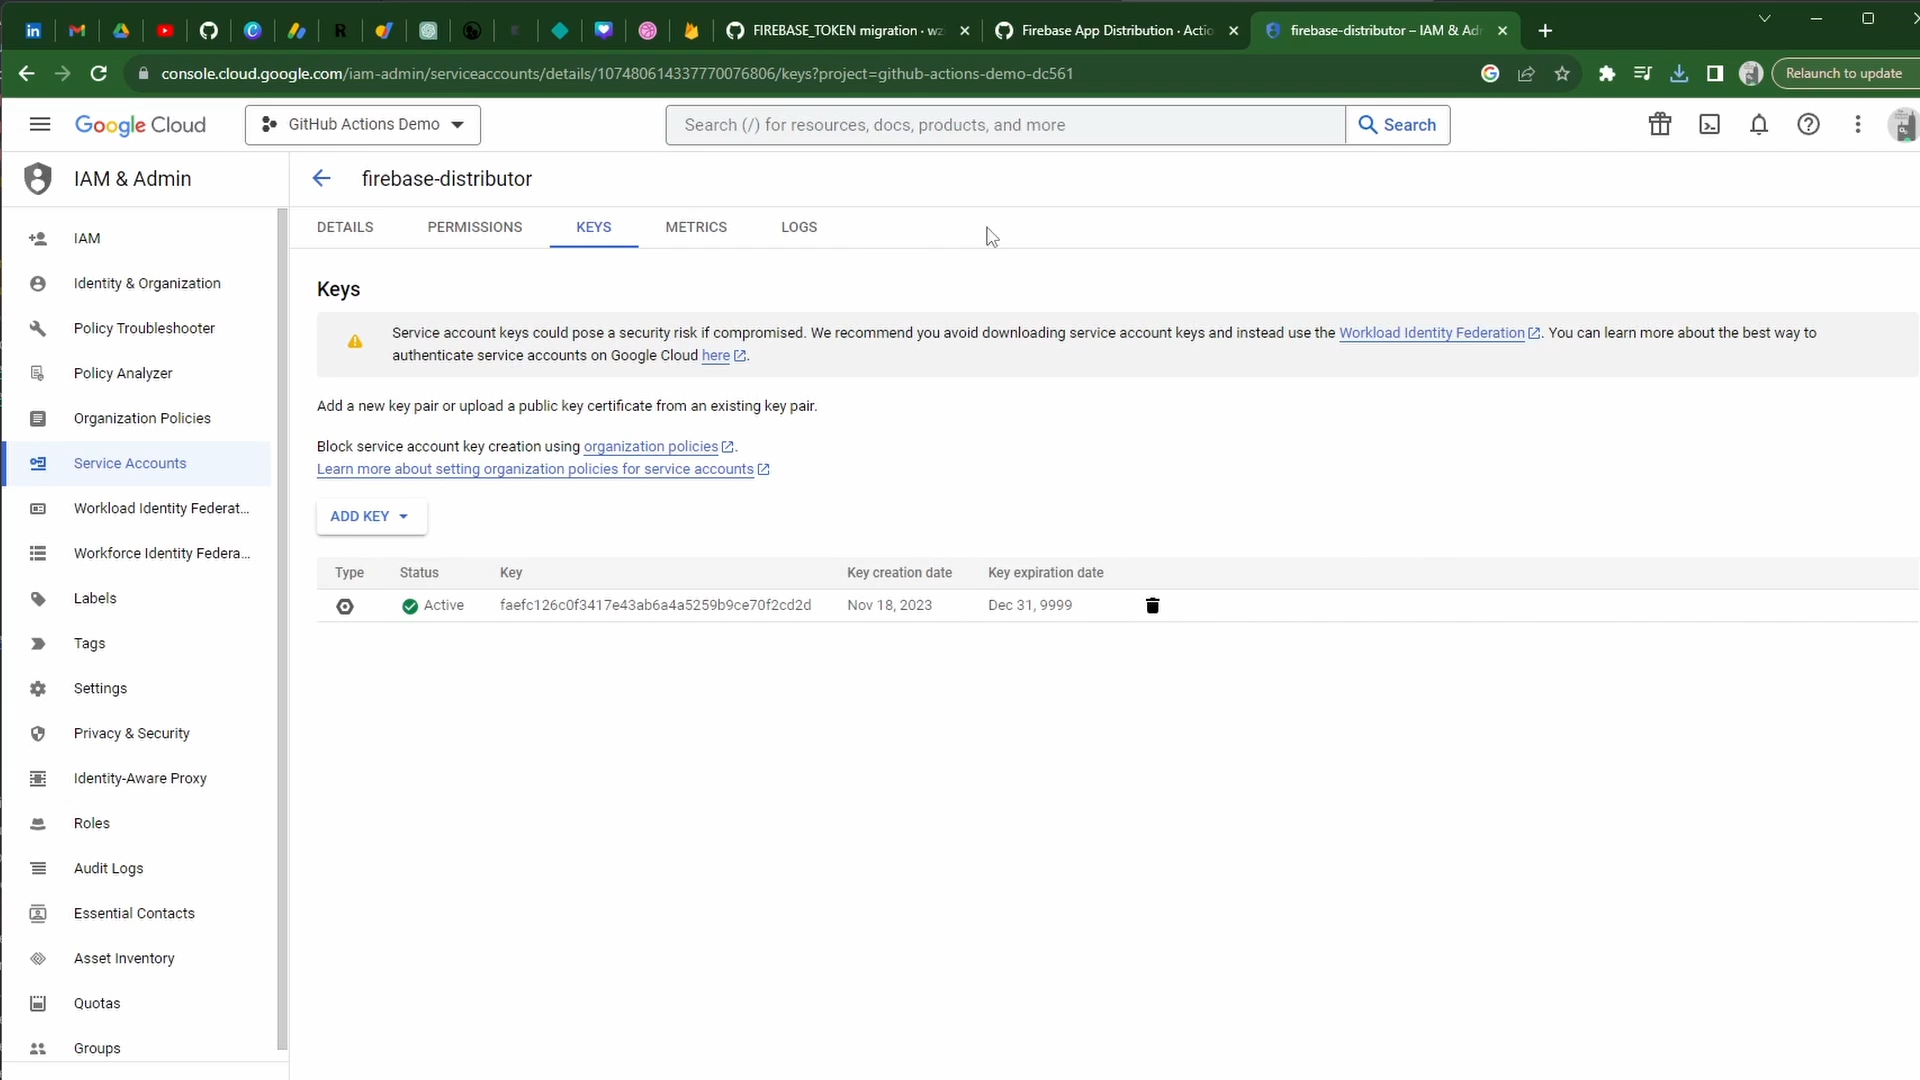 FIREBASE_TOKEN migration · wz
Firebase App Distribution · Actio
firebase-distributor – IAM & Ad
console.cloud.google.com/iam-admin/serviceaccounts/details/107480614337770076806/keys?project=github-actions-demo-dc561
Relaunch to update
Google Cloud
GitHub Actions Demo
Search (/) for resources, docs, products, and more
Search
IAM & Admin
firebase-distributor
DETAILS
PERMISSIONS
KEYS
METRICS
LOGS
IAM
Identity & Organization
Policy Troubleshooter
Policy Analyzer
Organization Policies
Service Accounts
Workload Identity Federat...
Workforce Identity Federa...
Labels
Tags
Settings
Privacy & Security
Identity-Aware Proxy
Roles
Audit Logs
Essential Contacts
Asset Inventory
Quotas
Groups
Keys
Service account keys could pose a security risk if compromised. We recommend you avoid downloading service account keys and instead use the Workload Identity Federation. You can learn more about the best way to
authenticate service accounts on Google Cloud here.
Add a new key pair or upload a public key certificate from an existing key pair.
Block service account key creation using organization policies.
Learn more about setting organization policies for service accounts
ADD KEY
Type Status Key Key creation date Key expiration date
Active faefc126c0f3417e43ab6a4a5259b9ce70f2cd2d Nov 18, 2023 Dec 31, 9999